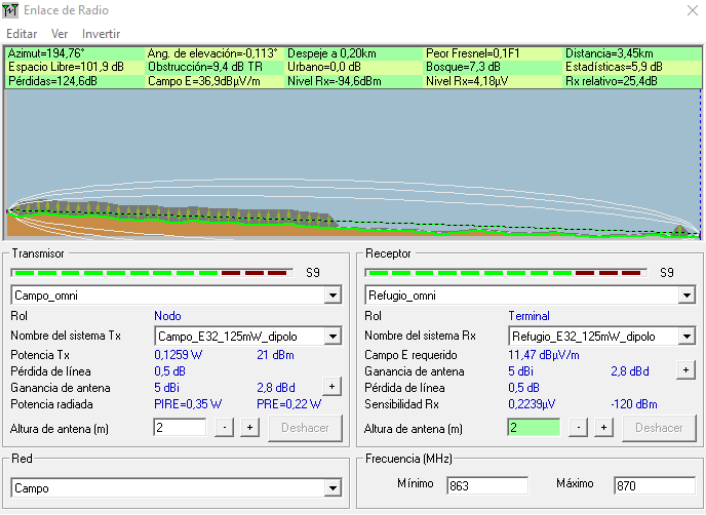 Enlace de Radio
Editar Ver Invertir
Azimut=194,76° Ang. de elevación=-0,113° Despeje a 0,20km Peor Fresnel=0,1F1 Distancia=3,45km
Espacio Libre=101,9 dB Obstrucción=9,4 dB TR Urbano=0,0 dB Bosque=7,3 dB Estadísticas=5,9 dB
Pérdidas=124,6dB Campo E=36,9dBµV/m Nivel Rx=-94,6dBm Nivel Rx=4,18µV Rx relativo=25,4dB
Transmisor Receptor
S9 S9
Campo_omni Refugio_omni
Rol Nodo Rol Terminal
Nombre del sistema Tx Campo_E32_125mW_dipolo Nombre del sistema Rx Refugio_E32_125mW_dipolo
Potencia Tx 0,1259 W 21 dBm Campo E requerido 11,47 dBµV/m
Pérdida de línea 0,5 dB Ganancia de antena 5 dBi 2,8 dBd +
Ganancia de antena 5 dBi 2,8 dBd + Pérdida de línea 0,5 dB
Potencia radiada PIRE=0,35 W PRE=0,22 W Sensibilidad Rx 0,2239µV -120 dBm
Altura de antena (m) 2 - + Deshacer Altura de antena (m) 2 - + Deshacer
Red Frecuencia (MHz)
Campo Mínimo 863 Máximo 870